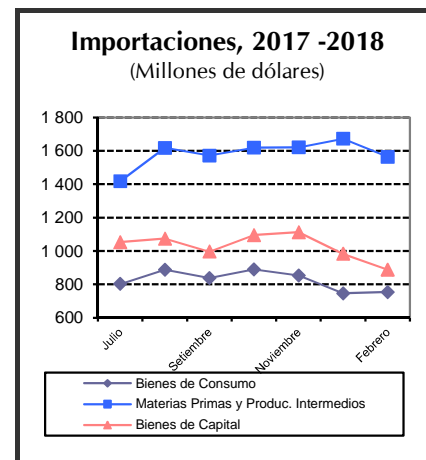 Importaciones, 2017 -2018
(Millones de dólares)
1 800
1 600
1 400
1 200
1 000
800
600
Julio
Setiembre
Noviembre
Febrero
Bienes de Consumo
Materias Primas y Produc. Intermedios
Bienes de Capital